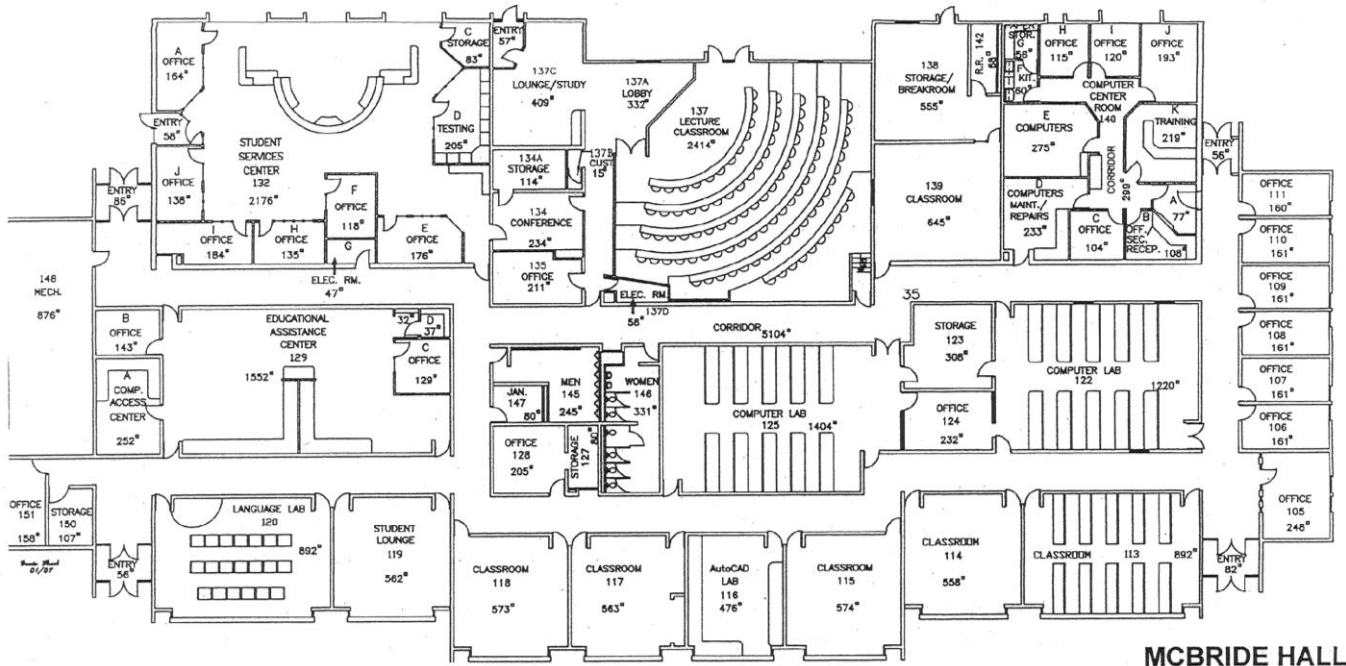 A
OFFICE
164"
ENTRY
58"
J
OFFICE
138"
ENTRY
86"
STUDENT
SERVICES
CENTER
132
2176"
C
STORAGE
83"
ENTRY
57"
D
TESTING
205"
F
OFFICE
118"
G
I
OFFICE
184"
H
OFFICE
135"
E
OFFICE
176"
ELEC. RM.
47"
137C
LOUNGE/STUDY
409"
137A
LOBBY
332"
137
LECTURE
CLASSROOM
2414"
134A
STORAGE
114"
137B
CUST
15"
134
CONFERENCE
234"
135
OFFICE
211"
ELEC. RM.
137D
58"
138
STORAGE/
BREAKROOM
555"
R.R. 142
STOR.
G
58"
F
KIT.
60"
H
OFFICE
115"
I
OFFICE
120"
J
OFFICE
193"
COMPUTER
CENTER
ROOM
140
E
COMPUTERS
275"
K
TRAINING
219"
CORRIDOR
299"
139
CLASSROOM
645"
D
COMPUTERS
MAINT./
REPAIRS
233"
C
OFFICE
104"
A
77"
B
OFF./
SEC.
RECEP.
108"
ENTRY
56"
OFFICE
111
160"
OFFICE
110
161"
OFFICE
109
161"
OFFICE
108
161"
OFFICE
107
161"
OFFICE
106
161"
OFFICE
105
248"
148
MECH.
876"
B
OFFICE
143"
A
COMP.
ACCESS
CENTER
252"
EDUCATIONAL
ASSISTANCE
CENTER
129
1552"
32"
D
37"
C
OFFICE
129"
CORRIDOR
5104"
35
JAN.
147
80"
MEN
145
245"
WOMEN
146
331"
OFFICE
128
205"
STORAGE
127
80"
COMPUTER LAB
125
1404"
STORAGE
123
308"
OFFICE
124
232"
COMPUTER LAB
122
1220"
OFFICE
151
158"
STORAGE
150
107"
01/07
ENTRY
56"
LANGUAGE LAB
120
892"
STUDENT
LOUNGE
119
562"
CLASSROOM
118
573"
CLASSROOM
117
563"
AutoCAD
LAB
116
476"
CLASSROOM
115
574"
CLASSROOM
114
558"
CLASSROOM 113
892"
ENTRY
82"
MCBRIDE HALL